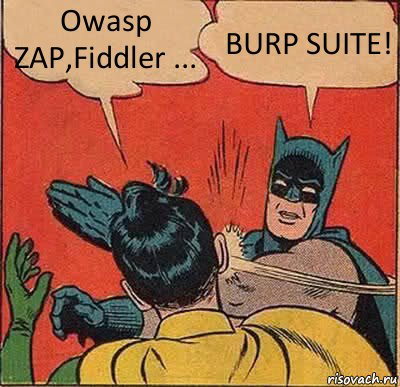 Owasp
ZAP,Fiddler ...
BURP SUITE!
risovach.ru